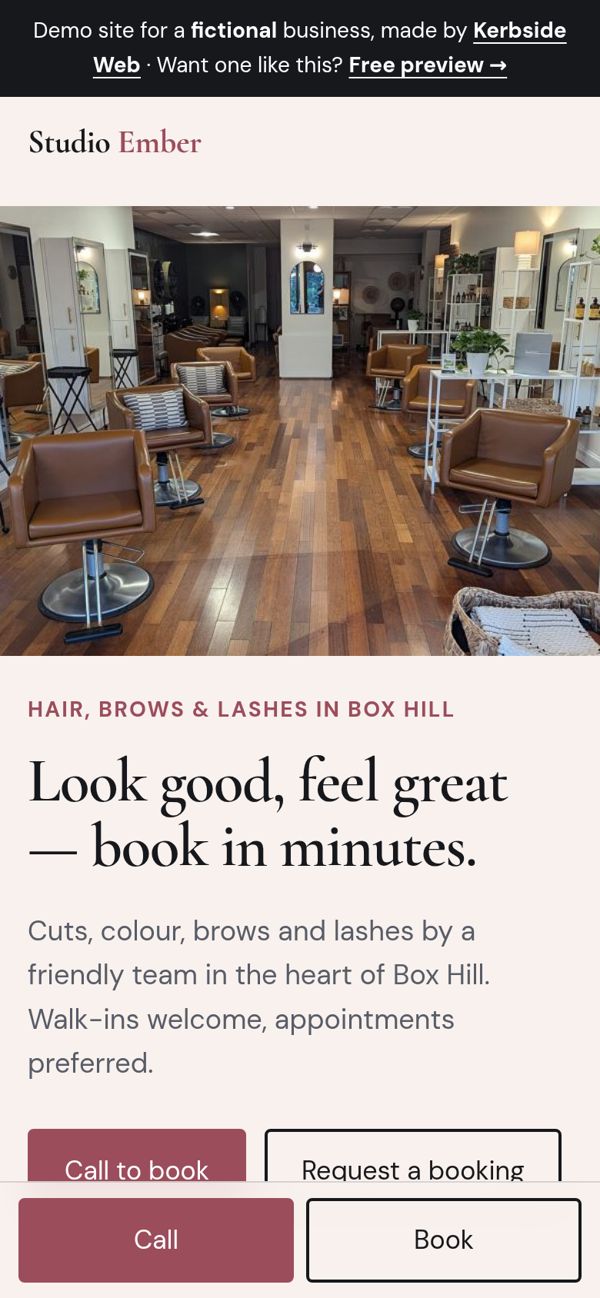 Demo site for a fictional business, made by Kerbside
Web · Want one like this? Free preview →
Studio Ember
HAIR, BROWS & LASHES IN BOX HILL
Look good, feel great
— book in minutes.
Cuts, colour, brows and lashes by a
friendly team in the heart of Box Hill.
Walk-ins welcome, appointments
preferred.
Call to book
Request a booking
Call
Book